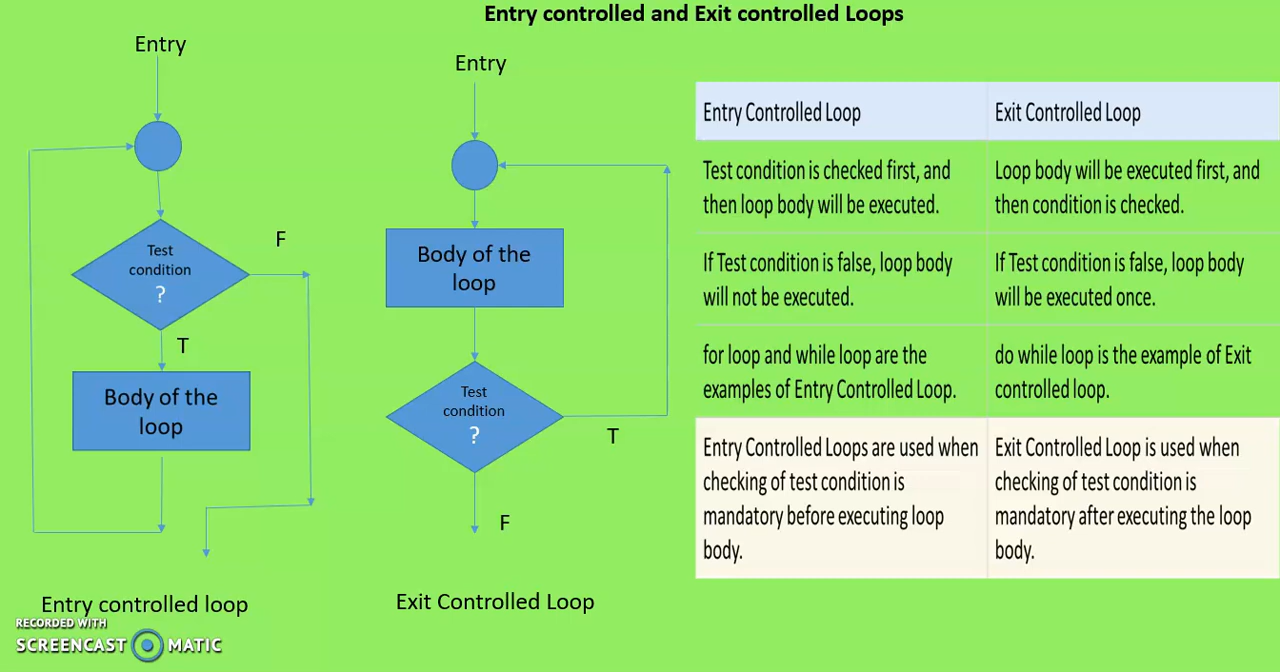 Entry controlled and Exit controlled Loops
Entry
Test
condition
?
F
T
Body of the
loop
Entry controlled loop
Entry
Body of the
loop
Test
condition
?
T
F
Exit Controlled Loop
Entry Controlled Loop
Exit Controlled Loop
Test condition is checked first, and
then loop body will be executed.
Loop body will be executed first, and
then condition is checked.
If Test condition is false, loop body
will not be executed.
If Test condition is false, loop body
will be executed once.
for loop and while loop are the
examples of Entry Controlled Loop.
do while loop is the example of Exit
controlled loop.
Entry Controlled Loops are used when
checking of test condition is
mandatory before executing loop
body.
Exit Controlled Loop is used when
checking of test condition is
mandatory after executing the loop
body.
RECORDED WITH
SCREENCAST MATIC